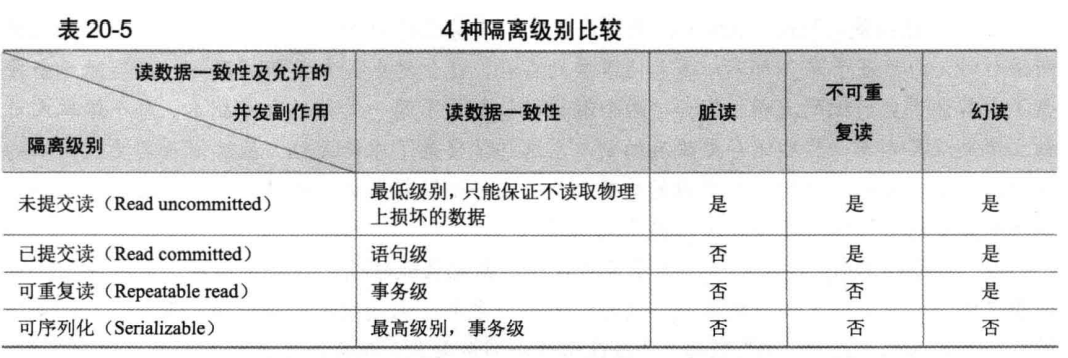 表 20-5 4 种隔离级别比较
读数据一致性及允许的
并发副作用
隔离级别
读数据一致性
脏读
不可重
复读
幻读
未提交读（Read uncommitted） 最低级别，只能保证不读取物理
上损坏的数据 是 是 是
已提交读（Read committed） 语句级 否 是 是
可重复读（Repeatable read） 事务级 否 否 是
可序列化（Serializable） 最高级别，事务级 否 否 否